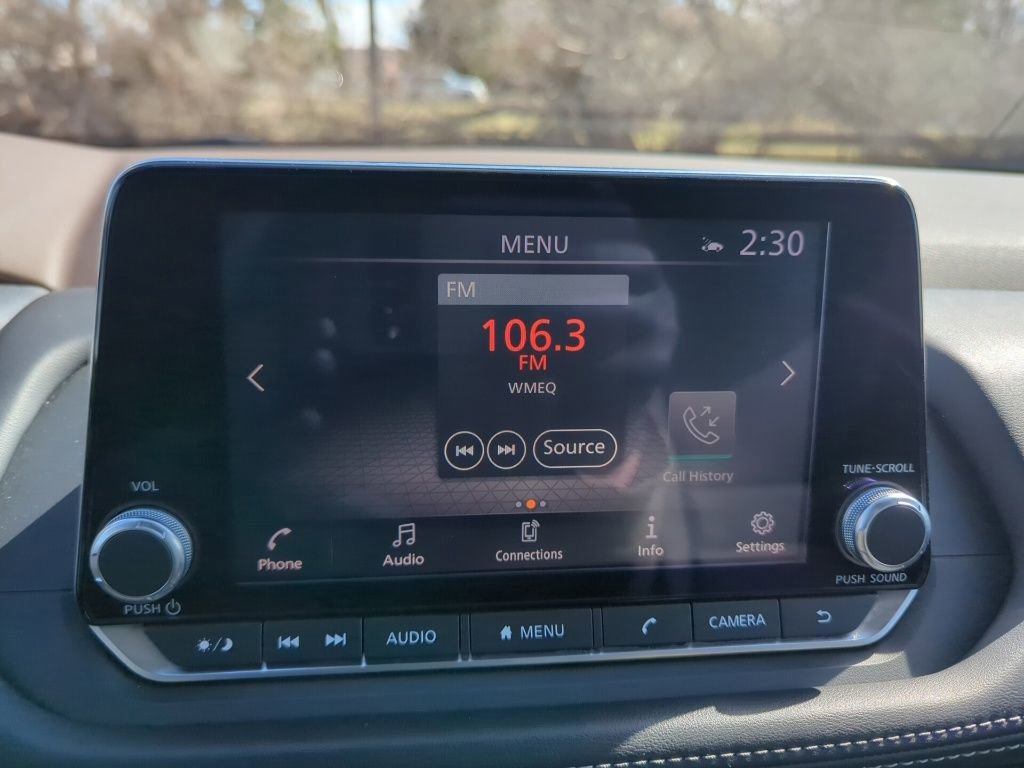 MENU
2:30
FM
106.3
FM
WMEQ
Source
Call History
VOL
TUNE·SCROLL
Phone
Audio
Connections
Info
Settings
PUSH
PUSH SOUND
AUDIO
MENU
CAMERA